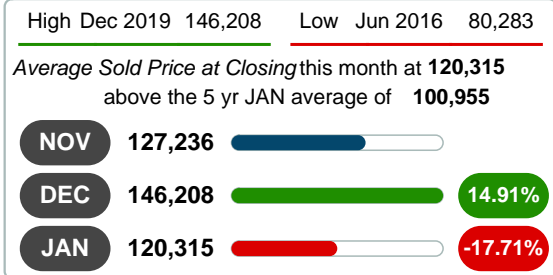 High Dec 2019 146,208 Low Jun 2016 80,283
Average Sold Price at Closing this month at 120,315
above the 5 yr JAN average of 100,955
NOV 127,236
DEC 146,208 14.91%
JAN 120,315 -17.71%